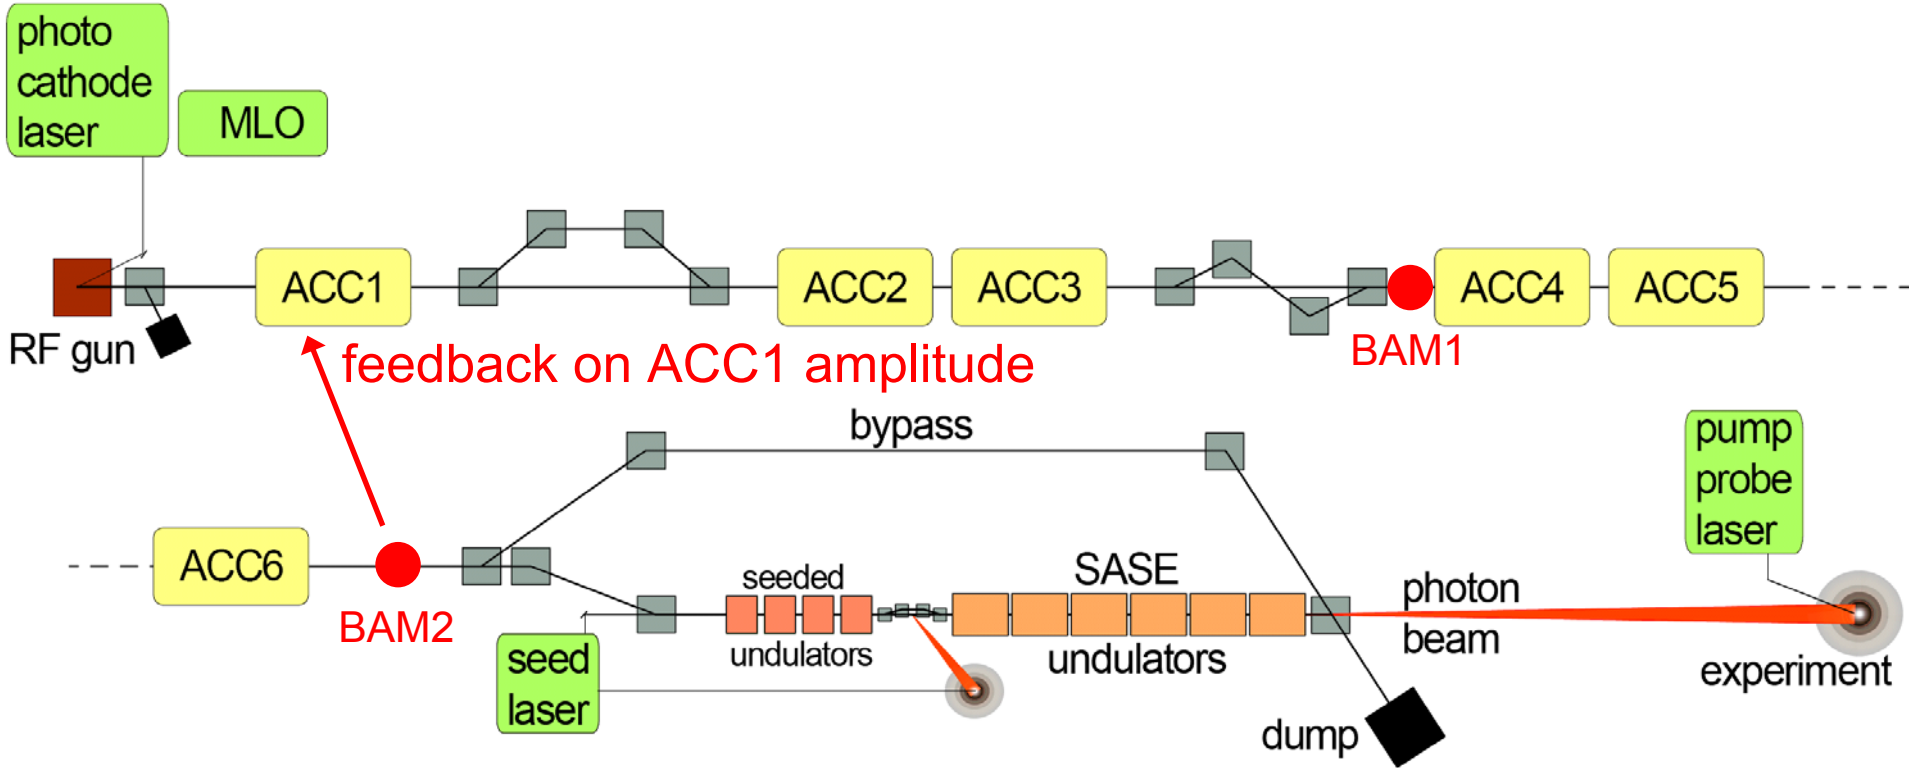 photo
cathode
laser
MLO
RF gun
ACC1
ACC2
ACC3
ACC4
ACC5
BAM1
feedback on ACC1 amplitude
bypass
ACC6
BAM2
seeded
undulators
SASE
undulators
seed
laser
photon
beam
pump
probe
laser
experiment
dump